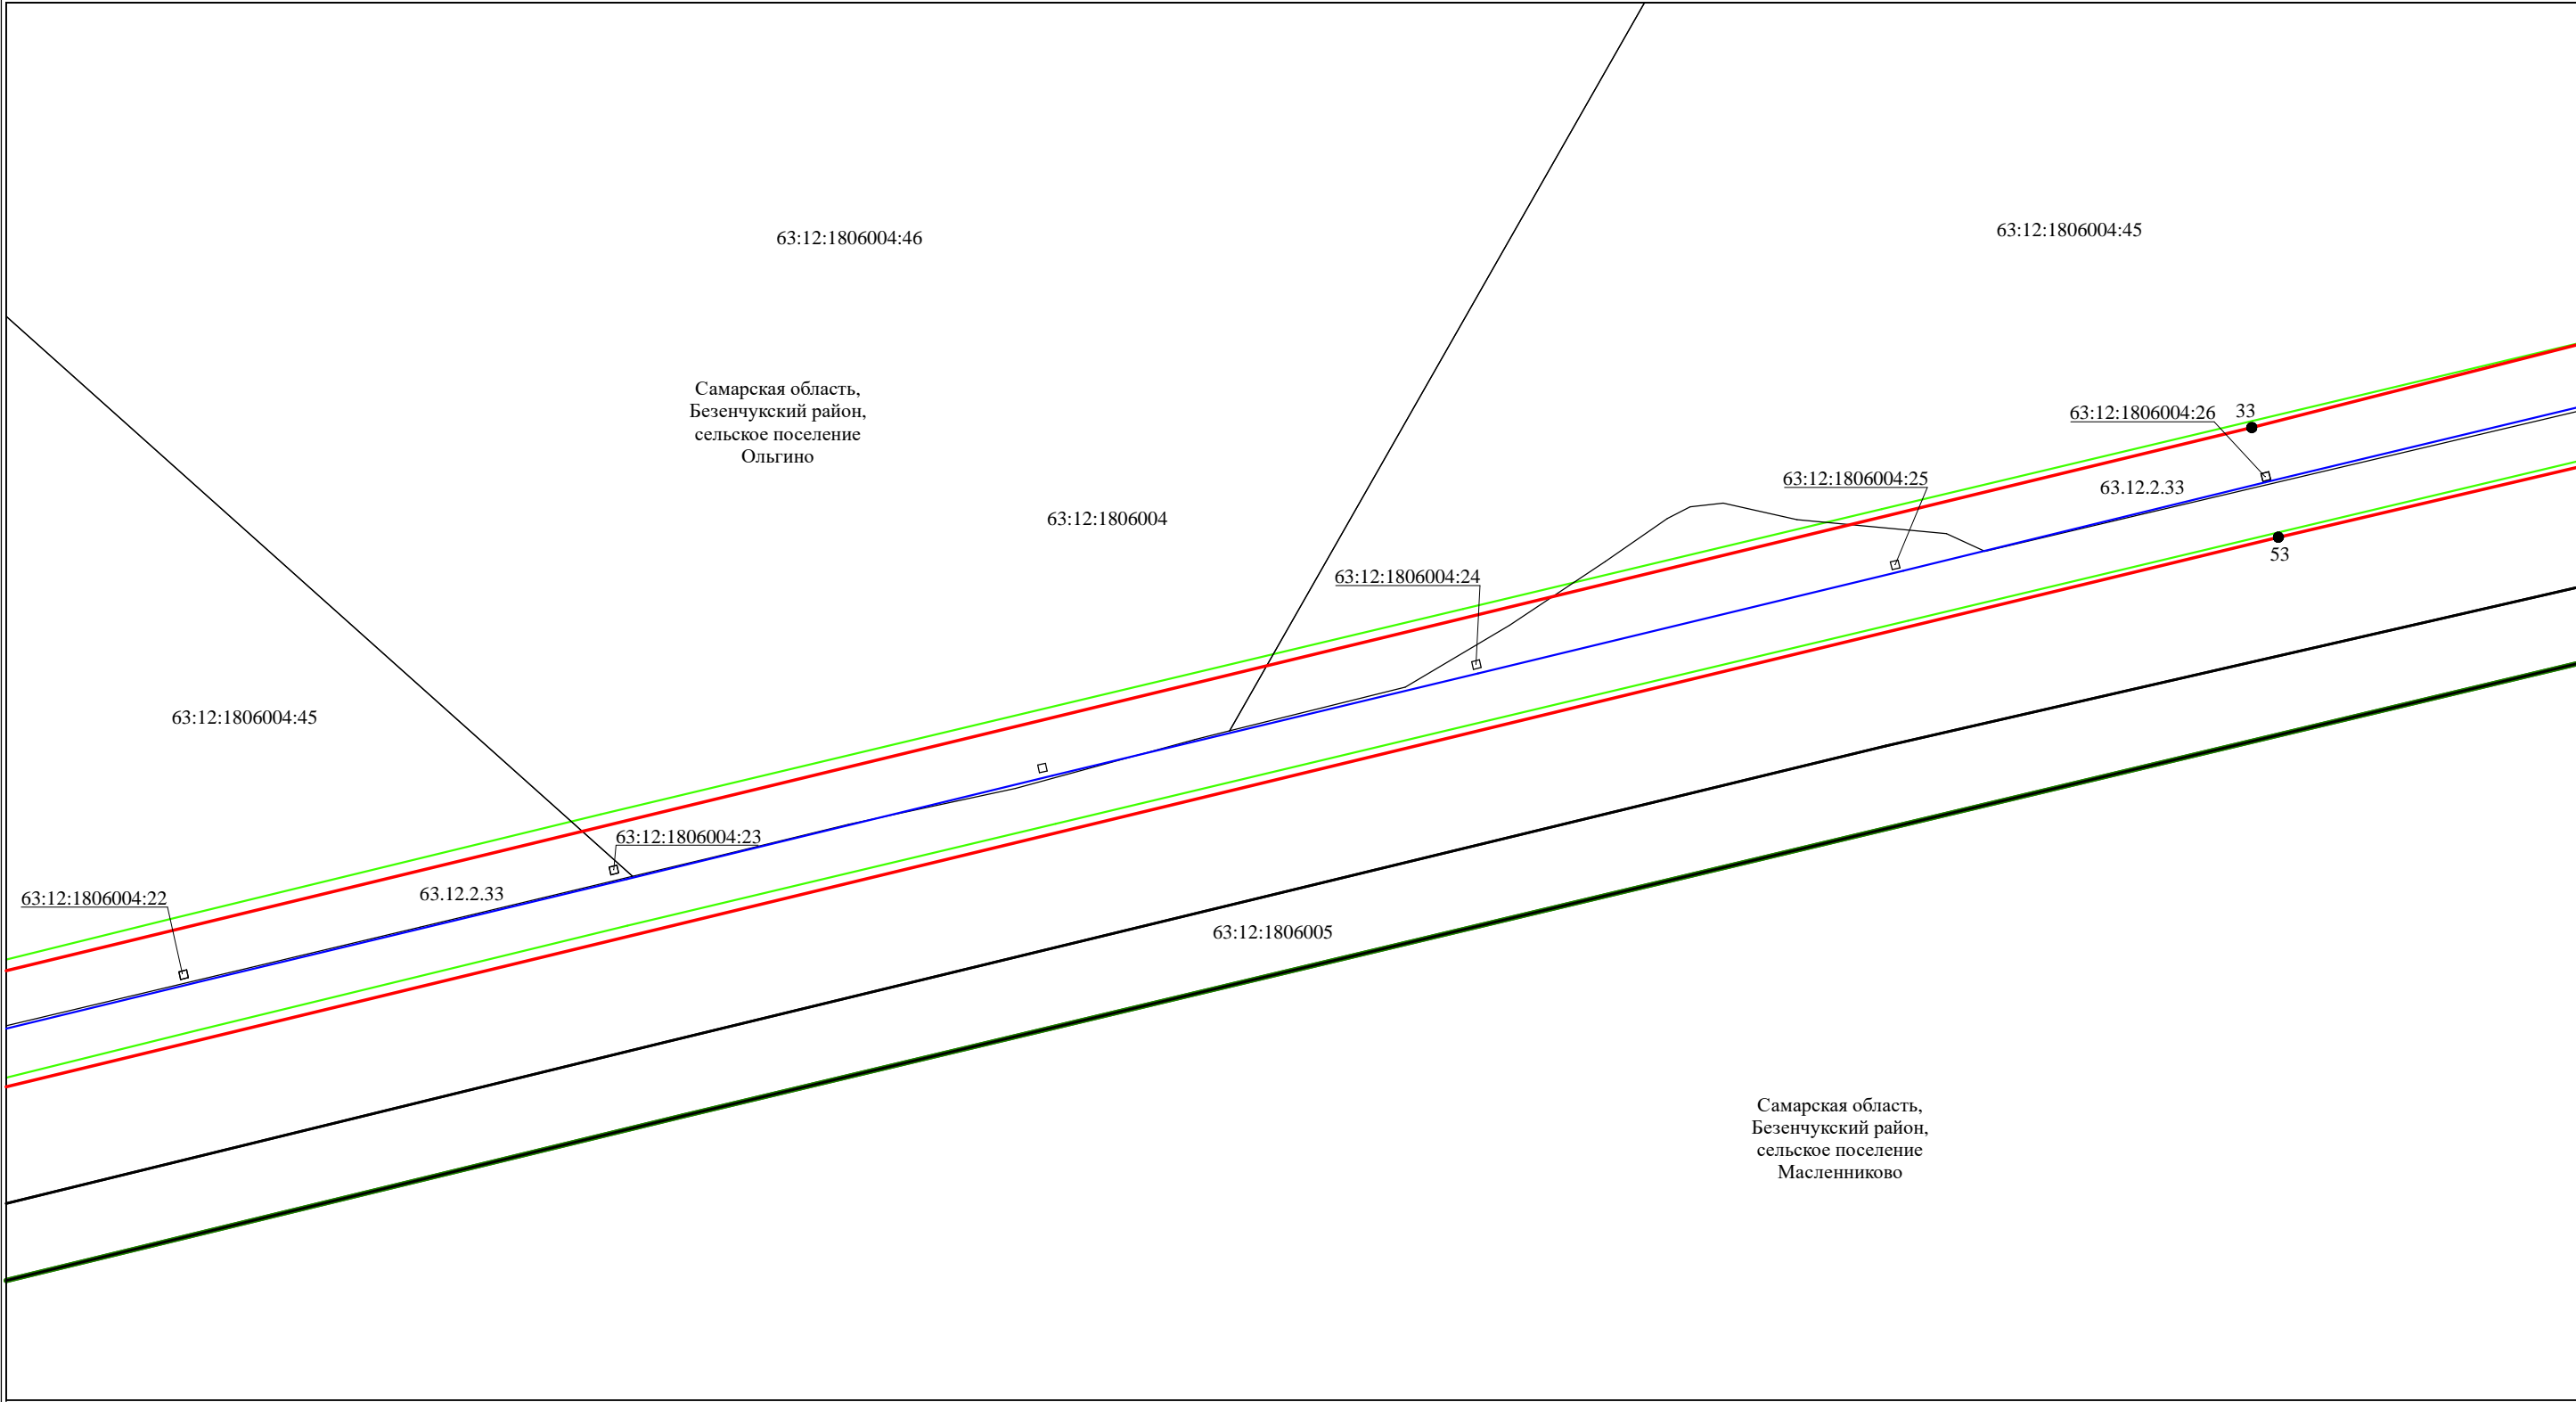 63:12:1806004:46
63:12:1806004:45
Самарская область,
Безенчукский район,
сельское поселение
Ольгино
63:12:1806004:26
33
63:12:1806004:25
63.12.2.33
63:12:1806004
53
63:12:1806004:24
63:12:1806004:45
63:12:1806004:23
63:12:1806004:22
63.12.2.33
63:12:1806005
Самарская область,
Безенчукский район,
сельское поселение
Масленниково